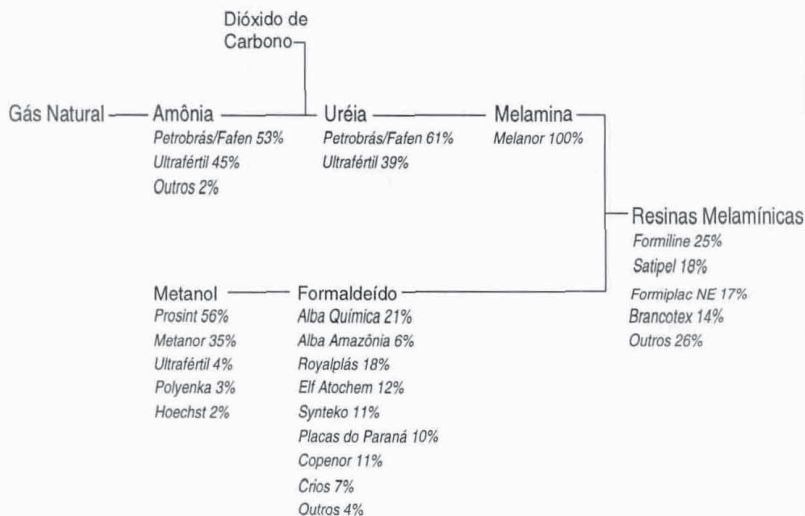 Dióxido de
Carbono
Gás Natural
Amônia
Petrobrás/Fafen 53%
Ultrafértil 45%
Outros 2%
Uréia
Petrobrás/Fafen 61%
Ultrafértil 39%
Melamina
Melanor 100%
Resinas Melamínicas
Formiline 25%
Satipel 18%
Formiplac NE 17%
Brancotex 14%
Outros 26%
Metanol
Prosint 56%
Metanor 35%
Ultrafértil 4%
Polyenka 3%
Hoechst 2%
Formaldeído
Alba Química 21%
Alba Amazônia 6%
Royalplás 18%
Elf Atochem 12%
Synteko 11%
Placas do Paraná 10%
Copenor 11%
Crios 7%
Outros 4%